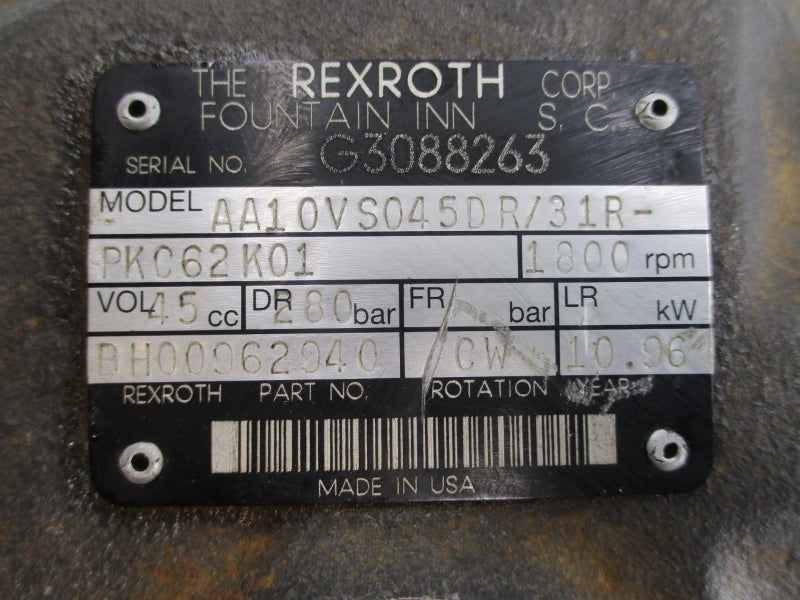 THE REXROTH CORP.
FOUNTAIN INN S. C.
SERIAL NO. G3088263
MODEL AA10VSO45DR/31R-
PKC62K01 1800 rpm
VOL 45 cc DR 280 bar FR bar LR kW
BH00962940 CW 10.96
REXROTH PART NO. ROTATION YEAR
MADE IN USA